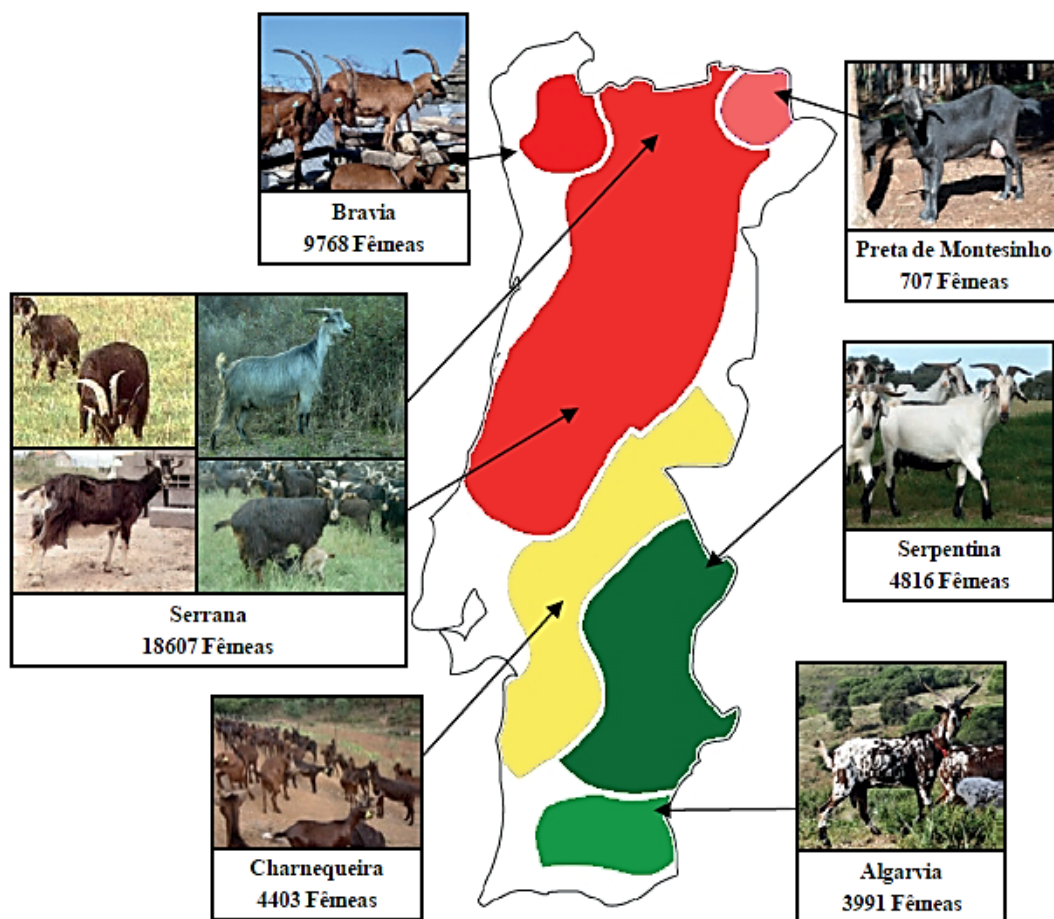 Bravia
9768 Fêmeas
Preta de Montesinho
707 Fêmeas
Serrana
18607 Fêmeas
Serpentina
4816 Fêmeas
Charnequeira
4403 Fêmeas
Algarvia
3991 Fêmeas